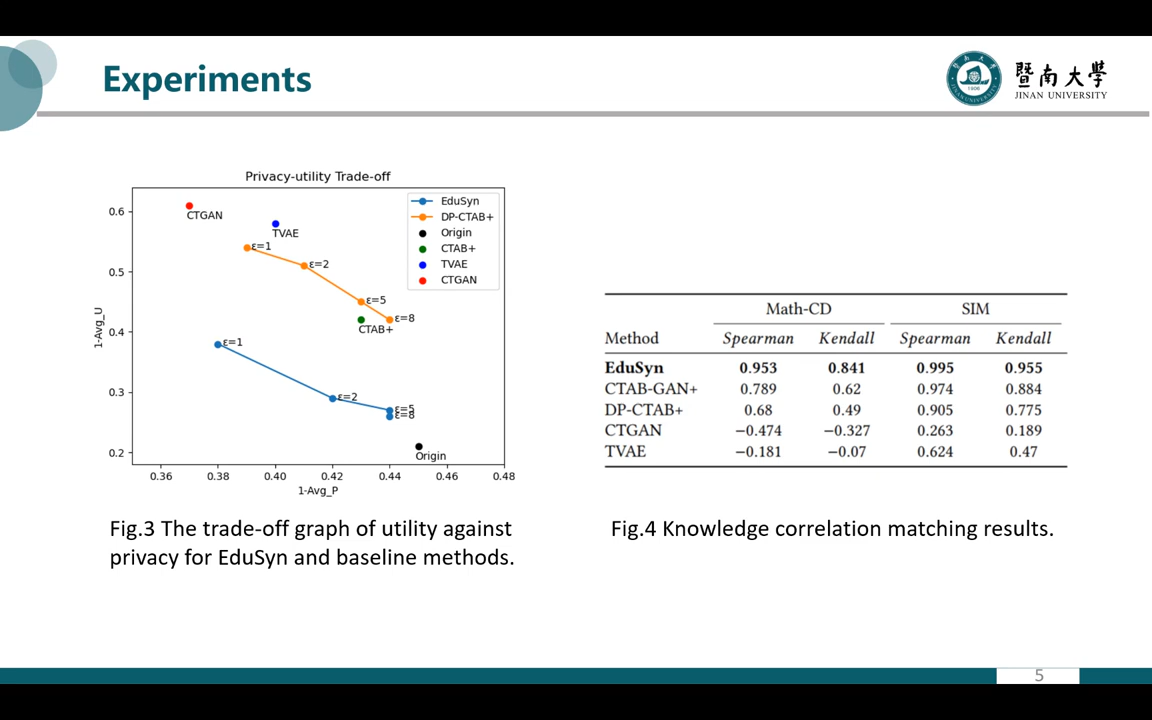 Experiments
1906
暨南大學
JINAN UNIVERSITY
Privacy-utility Trade-off
1-Avg_U
0.6
0.5
0.4
0.3
0.2
CTGAN
TVAE
ε=1
ε=2
ε=5
ε=8
CTAB+
ε=1
ε=2
ε=5
ε=8
Origin
EduSyn
DP-CTAB+
Origin
CTAB+
TVAE
CTGAN
0.36 0.38 0.40 0.42 0.44 0.46 0.48
1-Avg_P
Fig.3 The trade-off graph of utility against
privacy for EduSyn and baseline methods.
Math-CD SIM
Method Spearman Kendall Spearman Kendall
EduSyn 0.953 0.841 0.995 0.955
CTAB-GAN+ 0.789 0.62 0.974 0.884
DP-CTAB+ 0.68 0.49 0.905 0.775
CTGAN −0.474 −0.327 0.263 0.189
TVAE −0.181 −0.07 0.624 0.47
Fig.4 Knowledge correlation matching results.
5